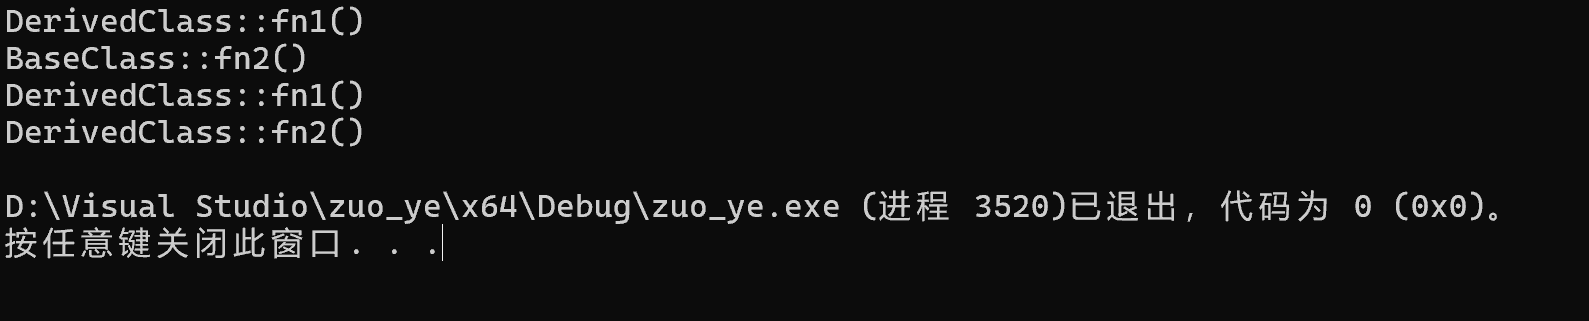 DerivedClass::fn1()
BaseClass::fn2()
DerivedClass::fn1()
DerivedClass::fn2()
D:\Visual Studio\zuo_ye\x64\Debug\zuo_ye.exe (进程 3520)已退出，代码为 0 (0x0)。
按任意键关闭此窗口. . .